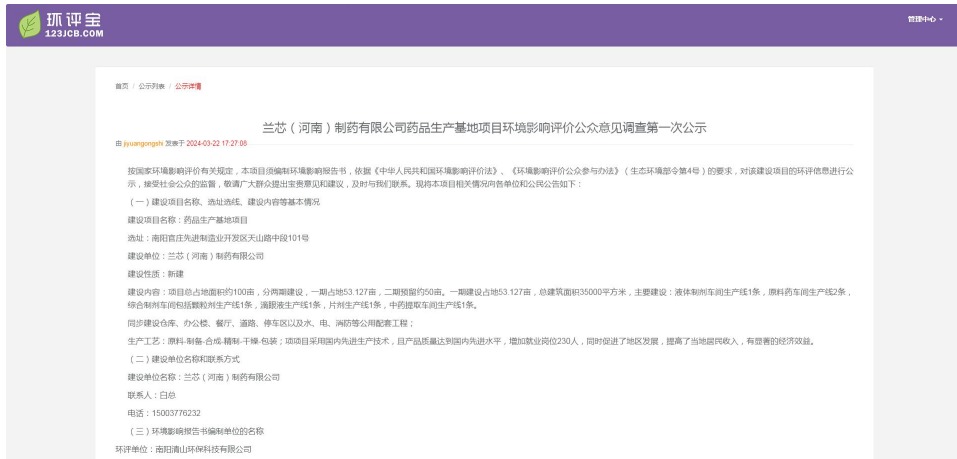 环评宝
123JCB.COM
管理中心
首页 / 公示列表 / 公示详情
兰芯（河南）制药有限公司药品生产基地项目环境影响评价公众意见调查第一次公示
由 jiyuangongshi 发表于 2024-03-22 17:27:08
按国家环境影响评价有关规定，本项目须编制环境影响报告书，依据《中华人民共和国环境影响评价法》、《环境影响评价公众参与办法》（生态环境部令第4号）的要求，对该建设项目的环评信息进行公
示，接受社会公众的监督，敬请广大群众提出宝贵意见和建议，及时与我们联系。现将本项目相关情况向各单位和公民公告如下：
（一）建设项目名称、选址选线、建设内容等基本情况
建设项目名称：药品生产基地项目
选址：南阳官庄先进制造业开发区天山路中段101号
建设单位：兰芯（河南）制药有限公司
建设性质：新建
建设内容：项目总占地面积约100亩，分两期建设，一期占地53.127亩，二期预留约50亩。一期建设占地53.127亩，总建筑面积35000平方米，主要建设：液体制剂车间生产线1条，原料药车间生产线2条，
综合制剂车间包括颗粒剂生产线1条，滴眼液生产线1条，片剂生产线1条，中药提取车间生产线1条。
同步建设仓库、办公楼、餐厅、道路、停车区以及水、电、消防等公用配套工程；
生产工艺：原料-制备-合成-精制-干燥-包装；项项目采用国内先进生产技术，且产品质量达到国内先进水平，增加就业岗位230人，同时促进了地区发展，提高了当地居民收入，有显著的经济效益。
（二）建设单位名称和联系方式
建设单位名称：兰芯（河南）制药有限公司
联系人：白总
电话：15003776232
（三）环境影响报告书编制单位的名称
环评单位：南阳清山环保科技有限公司